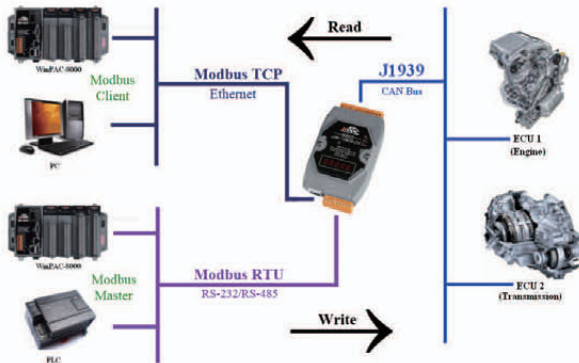 Read
WinPAC-8000
Modbus
Client
Modbus TCP
Ethernet
J1939
CAN Bus
PC
ECU 1
(Engine)
WinPAC-8000
Modbus
Master
Modbus RTU
RS-232/RS-485
ECU 2
(Transmission)
Write
PLC